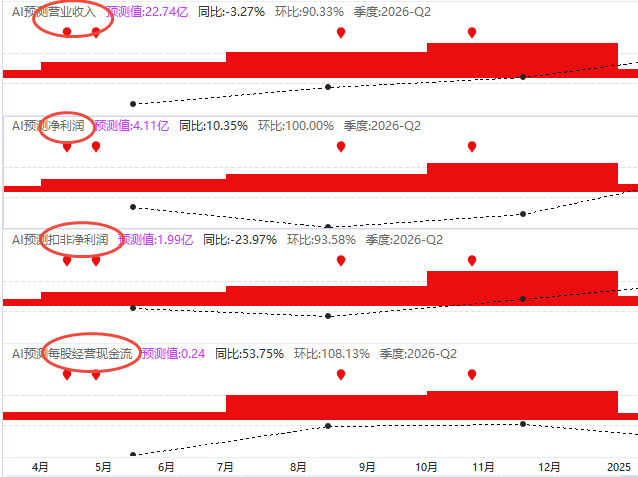 AI预测营业收入 预测值:22.74亿 同比:-3.27% 环比:90.33% 季度:2026-Q2
AI预测净利润 预测值:4.11亿 同比:10.35% 环比:100.00% 季度:2026-Q2
AI预测扣非净利润 预测值:1.99亿 同比:-23.97% 环比:93.58% 季度:2026-Q2
AI预测每股经营现金流 预测值:0.24 同比:53.75% 环比:108.13% 季度:2026-Q2
4月 5月 6月 7月 8月 9月 10月 11月 12月 2025